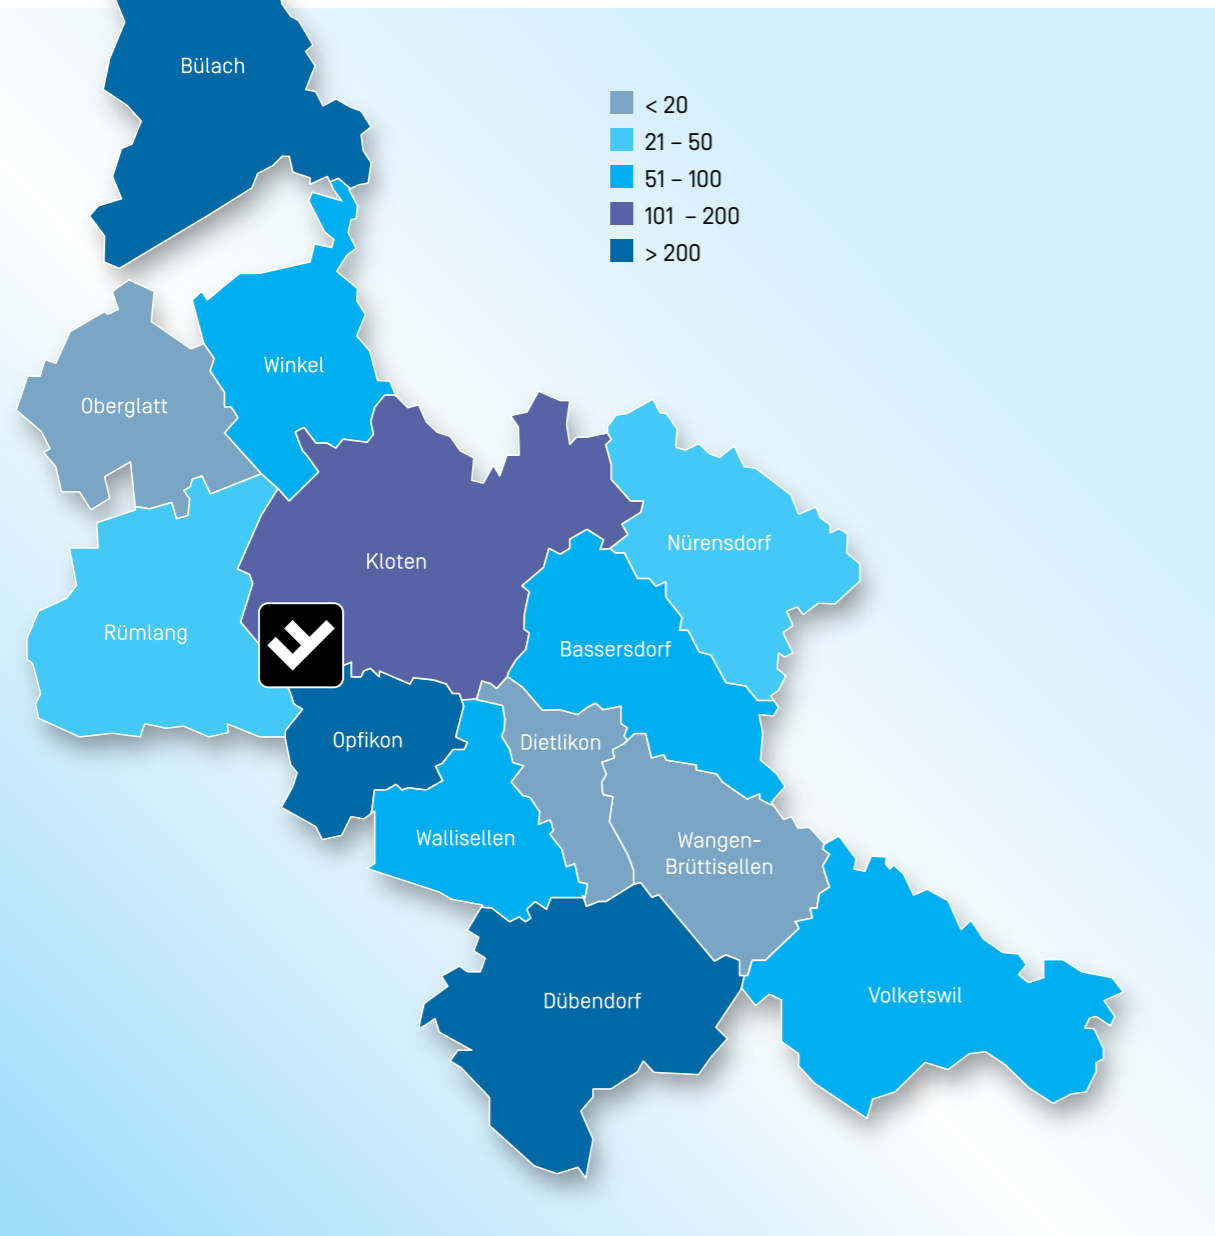 Bülach
< 20
21 – 50
51 – 100
101 – 200
> 200
Winkel
Oberglatt
Nürensdorf
Kloten
Rümlang
Bassersdorf
Opfikon
Dietlikon
Wallisellen
Wangen-
Brüttisellen
Volketswil
Dübendorf